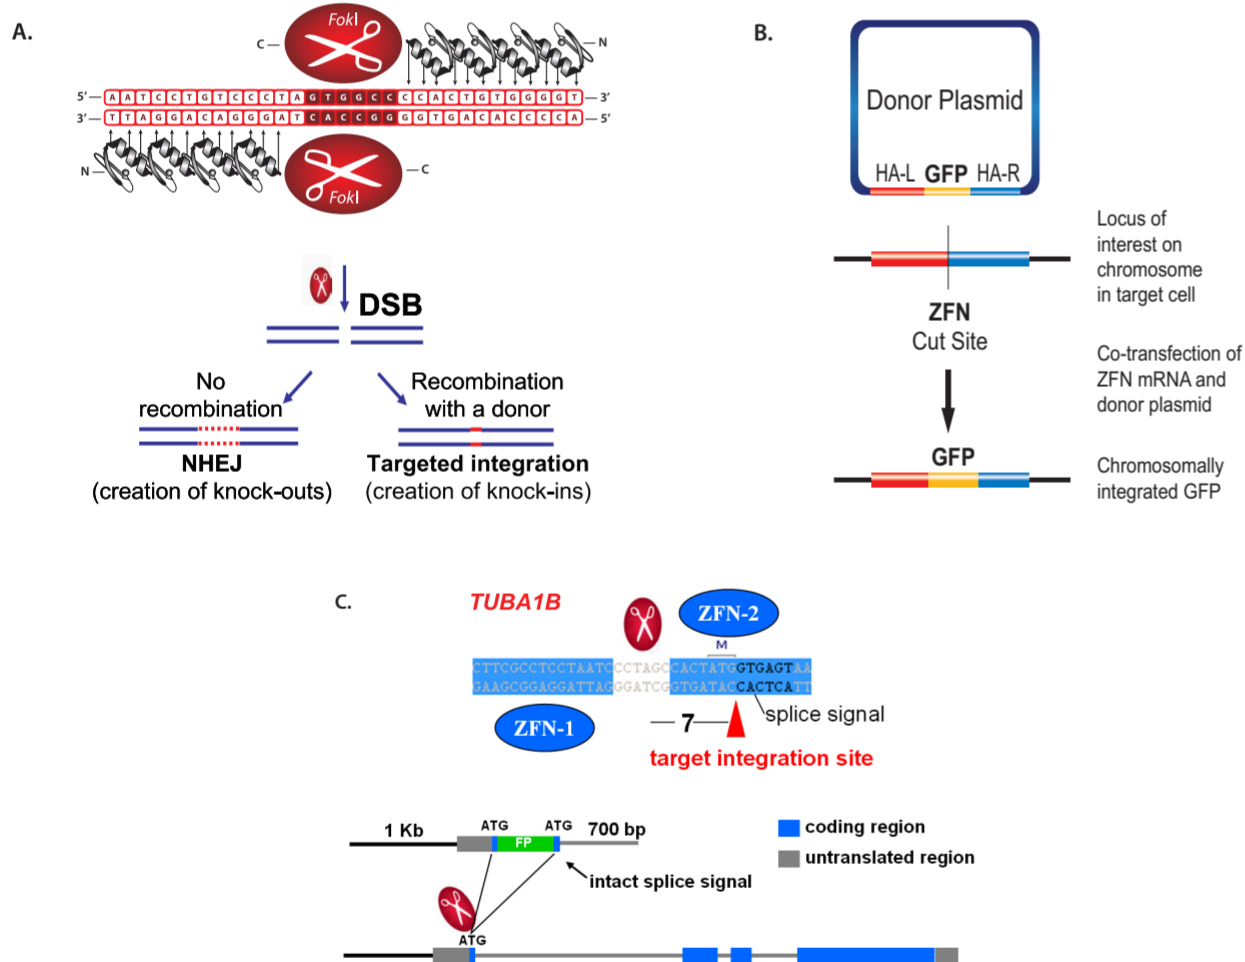 A.
FokI
C
N
5′ A A T C C T G T C C C T A G T G G C C C C A C T G T G G G G T 3′
3′ T T A G G A C A G G G A T C A C C G G G G T G A C A C C C C A 5′
N
C
FokI
DSB
No
recombination
Recombination
with a donor
NHEJ
(creation of knock-outs)
Targeted integration
(creation of knock-ins)
B.
Donor Plasmid
HA-L GFP HA-R
Locus of
interest on
chromosome
in target cell
ZFN
Cut Site
Co-transfection of
ZFN mRNA and
donor plasmid
GFP
Chromosomally
integrated GFP
C.
TUBA1B
ZFN-2
M
CTTCGCCTCCTAATCCCTAGCCACTATGGTGAGTAA
GAAGCGGAGGATTAGGGATCGGTGATACCACTCATT
ZFN-1
7
splice signal
target integration site
1 Kb
ATG
FP
ATG
700 bp
intact splice signal
coding region
untranslated region
ATG